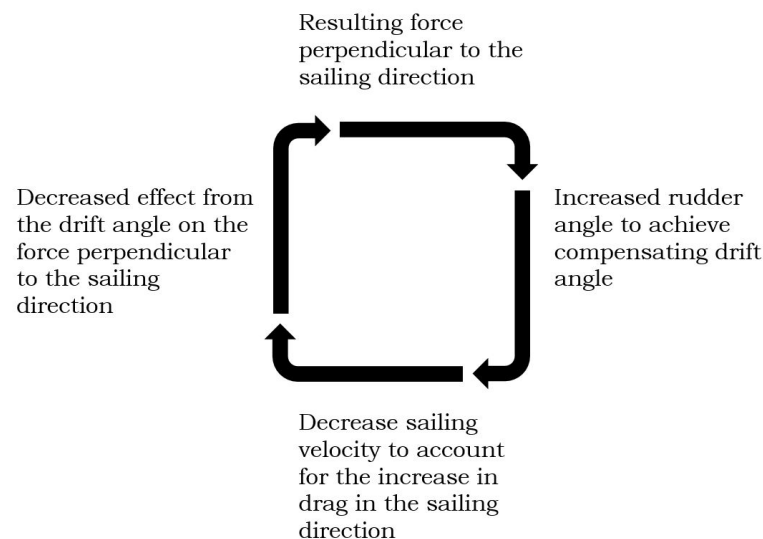 Resulting force
perpendicular to the
sailing direction
Decreased effect from
the drift angle on the
force perpendicular
to the sailing
direction
Increased rudder
angle to achieve
compensating drift
angle
Decrease sailing
velocity to account
for the increase in
drag in the sailing
direction